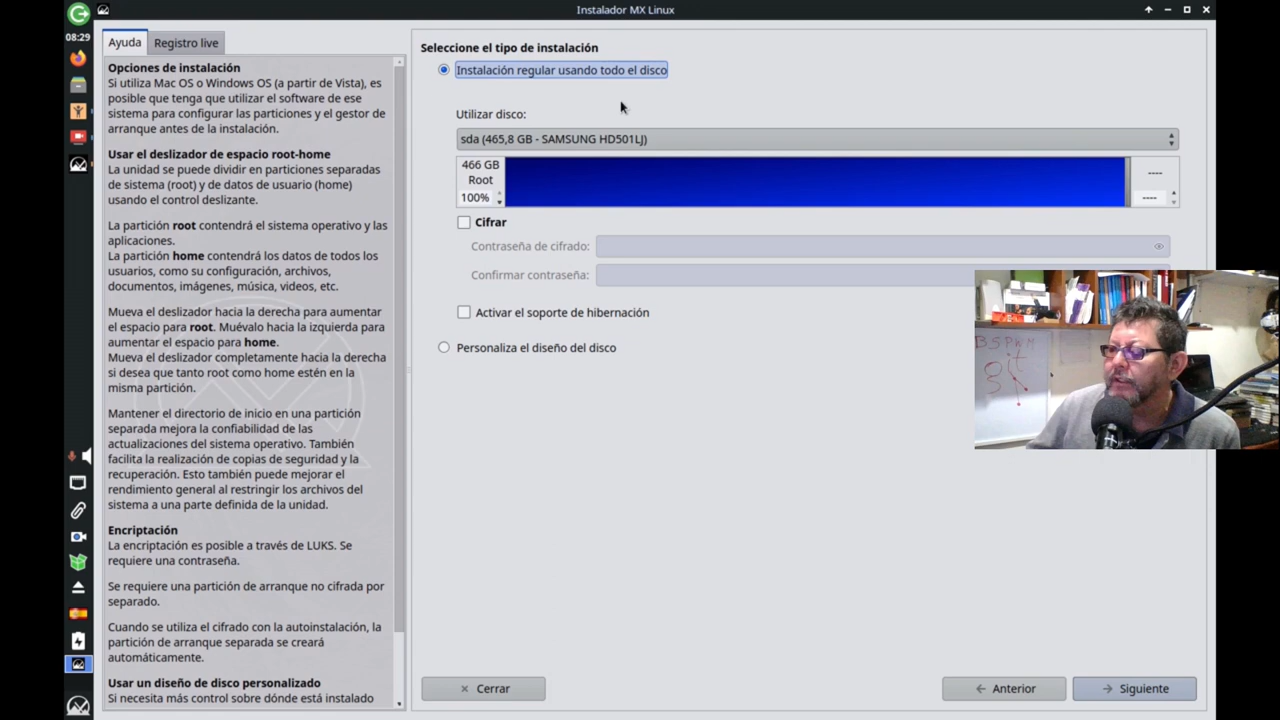 Instalador MX Linux
08:29
Ayuda
Registro live
Opciones de instalación
Si utiliza Mac OS o Windows OS (a partir de Vista), es
posible que tenga que utilizar el software de ese
sistema para configurar las particiones y el gestor de
arranque antes de la instalación.
Usar el deslizador de espacio root-home
La unidad se puede dividir en particiones separadas
de sistema (root) y de datos de usuario (home)
usando el control deslizante.
La partición root contendrá el sistema operativo y las
aplicaciones.
La partición home contendrá los datos de todos los
usuarios, como su configuración, archivos,
documentos, imágenes, música, videos, etc.
Mueva el deslizador hacia la derecha para aumentar
el espacio para root. Muévalo hacia la izquierda para
aumentar el espacio para home.
Mueva el deslizador completamente hacia la derecha
si desea que tanto root como home estén en la
misma partición.
Mantener el directorio de inicio en una partición
separada mejora la confiabilidad de las
actualizaciones del sistema operativo. También
facilita la realización de copias de seguridad y la
recuperación. Esto también puede mejorar el
rendimiento general al restringir los archivos del
sistema a una parte definida de la unidad.
Encriptación
La encriptación es posible a través de LUKS. Se
requiere una contraseña.
Se requiere una partición de arranque no cifrada por
separado.
Cuando se utiliza el cifrado con la autoinstalación, la
partición de arranque separada se creará
automáticamente.
Usar un diseño de disco personalizado
Si necesita más control sobre dónde está instalado
Seleccione el tipo de instalación
Instalación regular usando todo el disco
Utilizar disco:
sda (465,8 GB - SAMSUNG HD501LJ)
466 GB
Root
100%
----
----
Cifrar
Contraseña de cifrado:
Confirmar contraseña:
Activar el soporte de hibernación
Personaliza el diseño del disco
BSPWM
Cerrar
Anterior
Siguiente